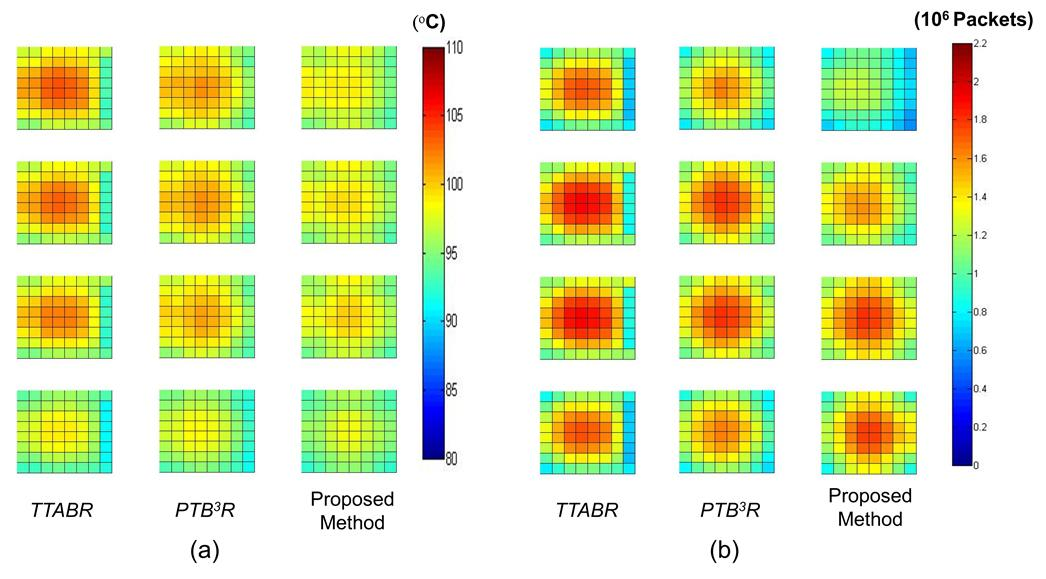 (°C)
110
105
100
95
90
85
80
TTABR
PTB³R
Proposed
Method
(a)
(10⁶ Packets)
2.2
2
1.8
1.6
1.4
1.2
1
0.8
0.6
0.4
0.2
0
TTABR
PTB³R
Proposed
Method
(b)